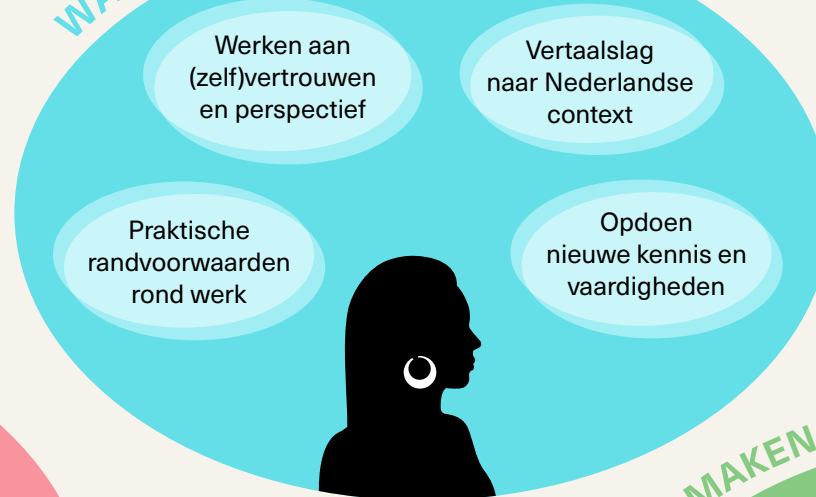 Werken aan
(zelf)vertrouwen
en perspectief
Vertaalslag
naar Nederlandse
context
Praktische
randvoorwaarden
rond werk
Opdoen
nieuwe kennis en
vaardigheden
MAKEN